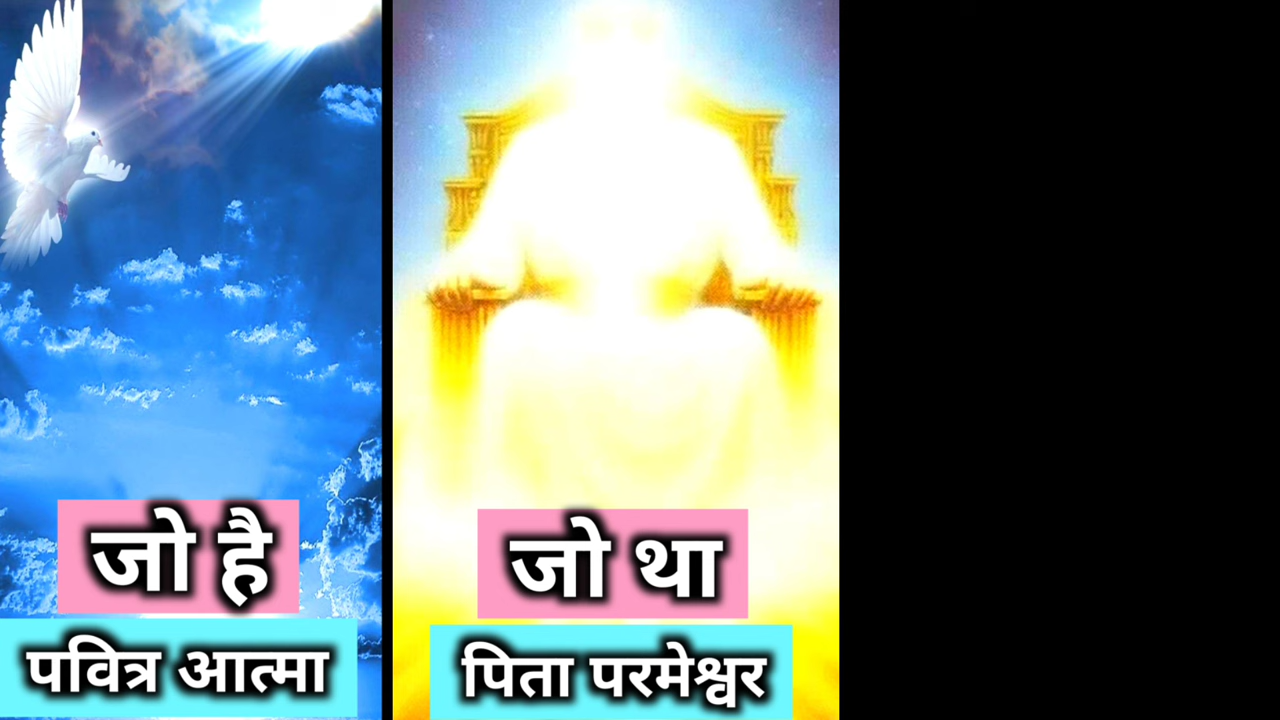 जो है
पवित्र आत्मा
जो था
पिता परमेश्वर